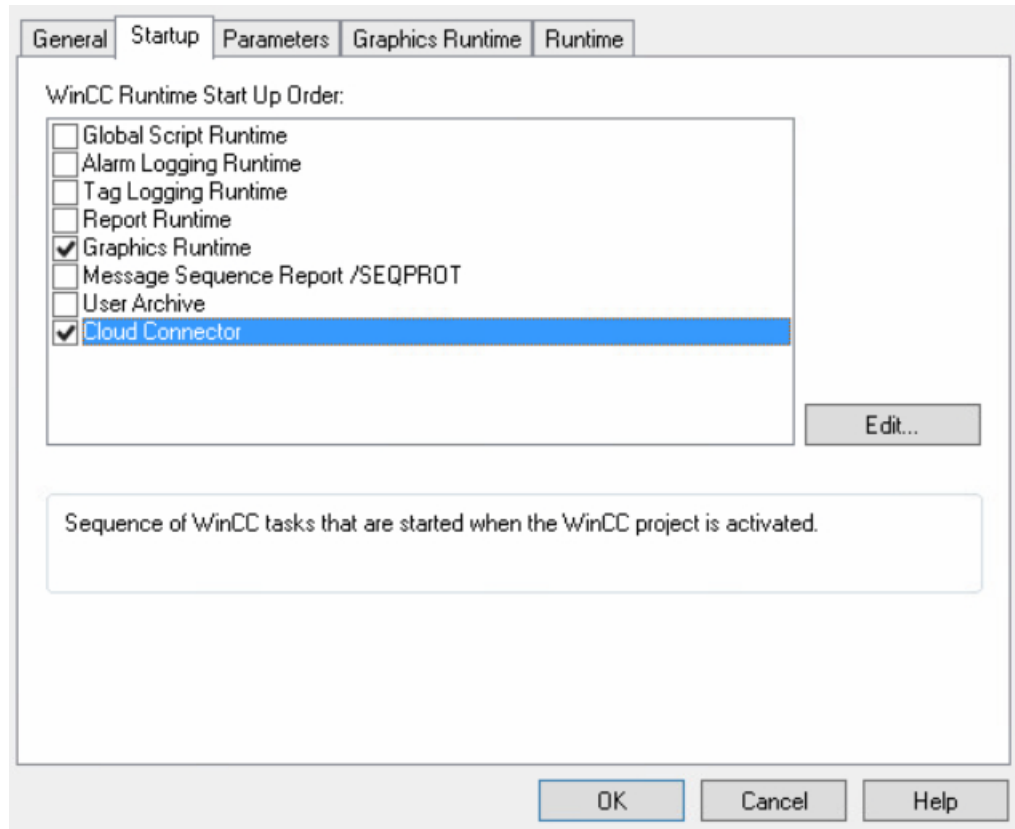 General Startup Parameters Graphics Runtime Runtime
WinCC Runtime Start Up Order:
Global Script Runtime
Alarm Logging Runtime
Tag Logging Runtime
Report Runtime
Graphics Runtime
Message Sequence Report /SEQPROT
User Archive
Cloud Connector
Edit...
Sequence of WinCC tasks that are started when the WinCC project is activated.
OK Cancel Help